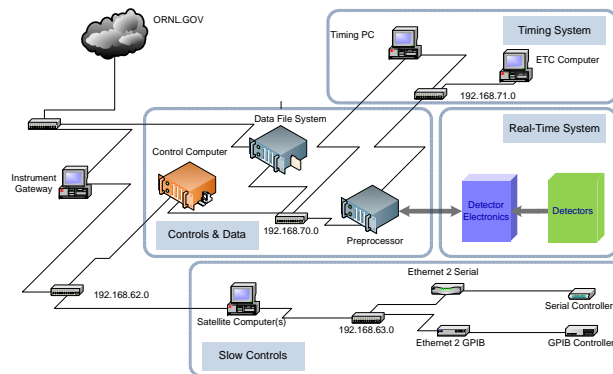 ORNL.GOV
Timing PC
Timing System
ETC Computer
192.168.71.0
Data File System
Real-Time System
Control Computer
Instrument
Gateway
Detector
Electronics
Detectors
Controls & Data
192.168.70.0
Preprocessor
192.168.62.0
Ethernet 2 Serial
Serial Controller
Satellite Computer(s)
192.168.63.0
Ethernet 2 GPIB
GPIB Controller
Slow Controls